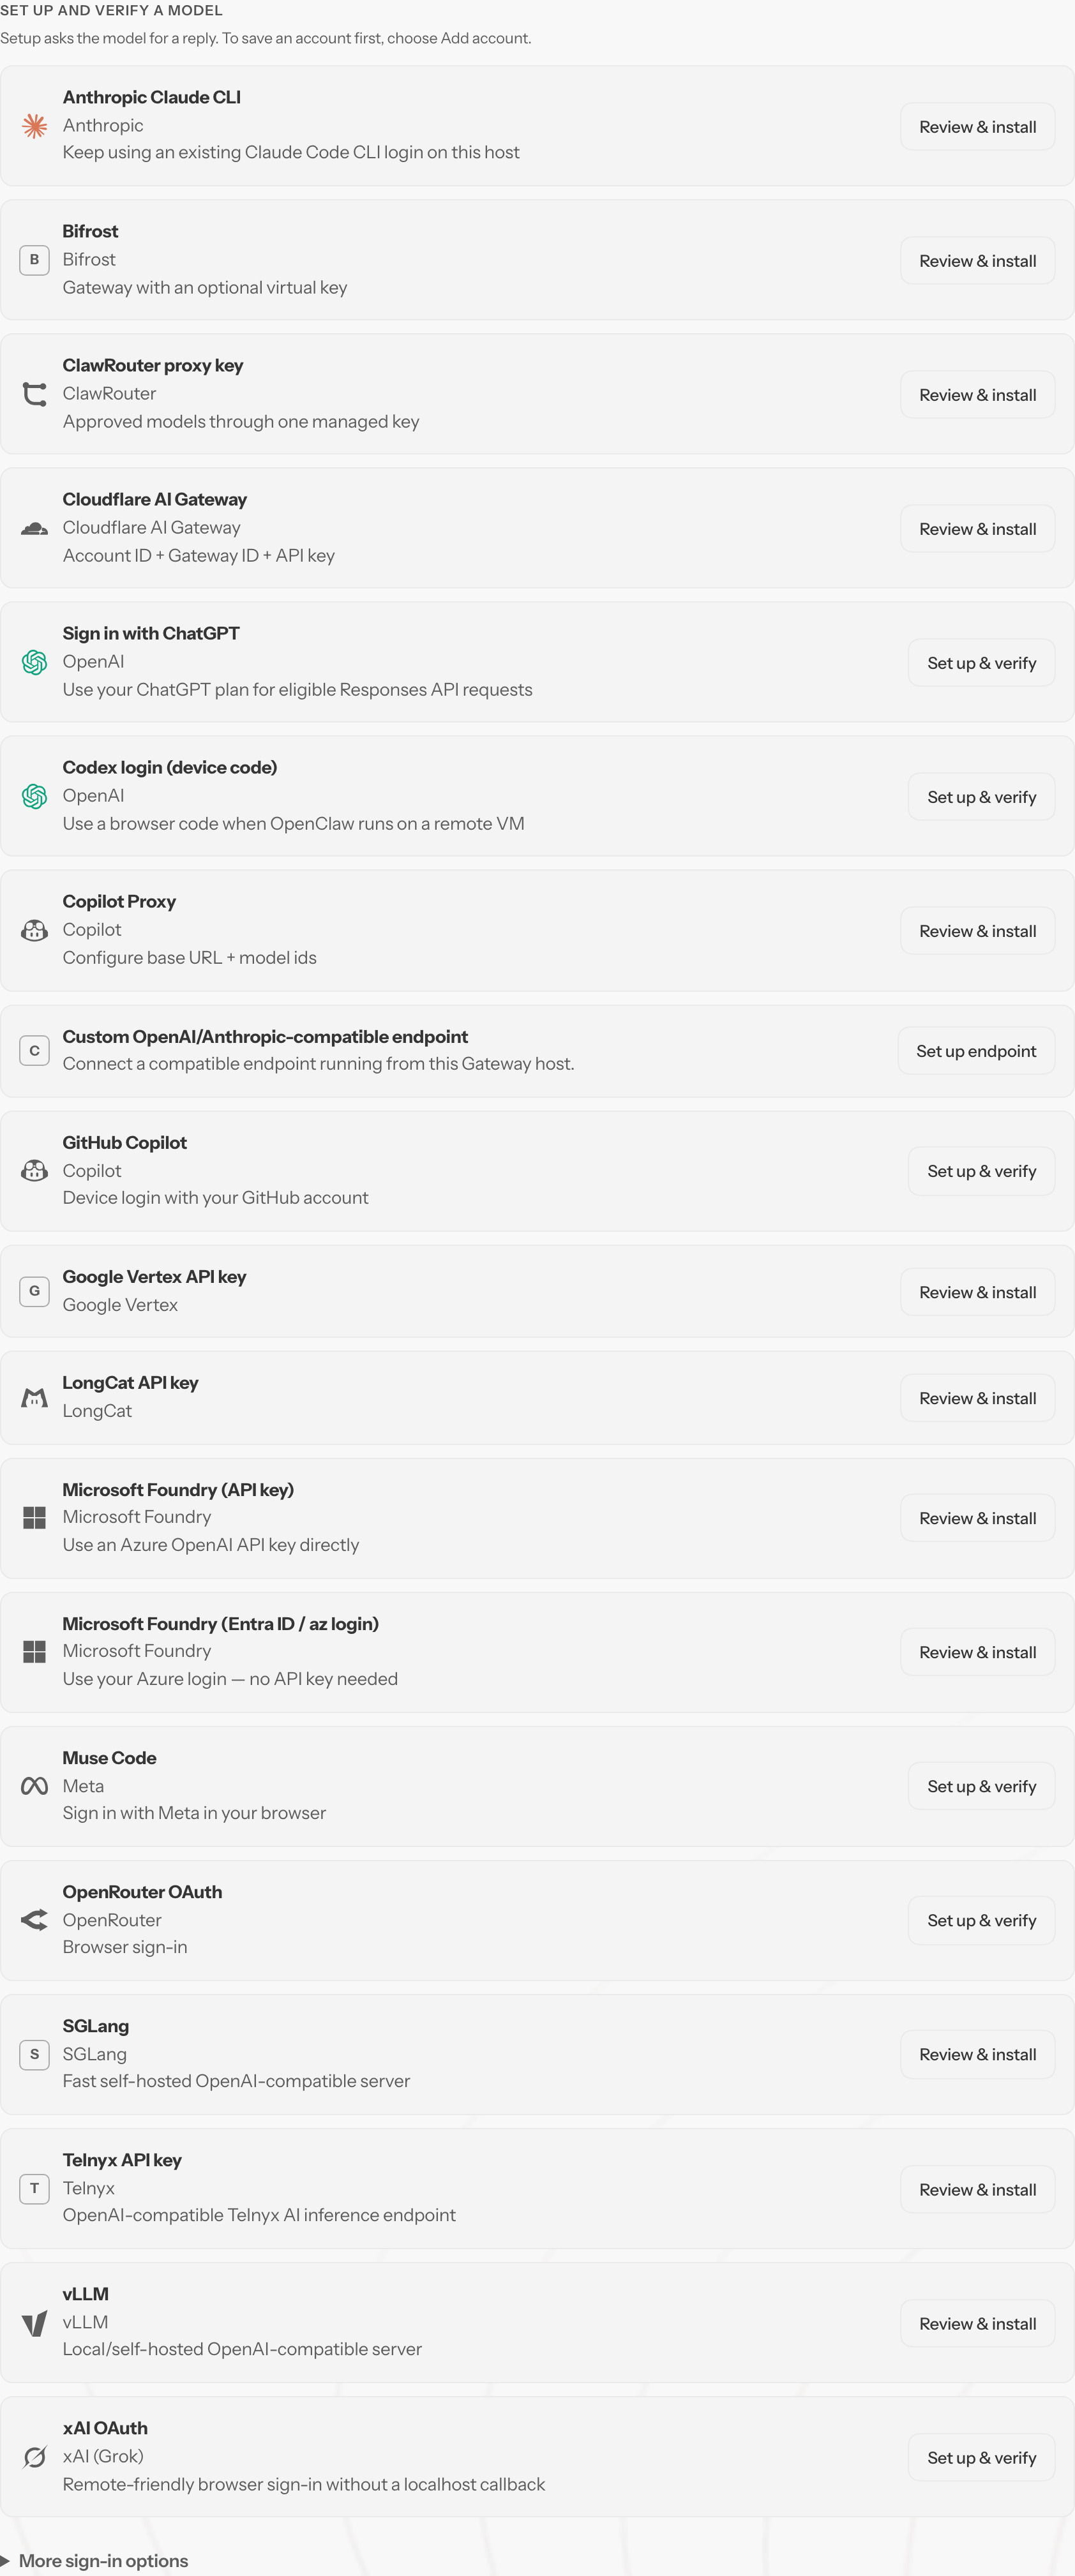 SET UP AND VERIFY A MODEL
Setup asks the model for a reply. To save an account first, choose Add account.
Anthropic Claude CLI
Anthropic
Keep using an existing Claude Code CLI login on this host
Review & install
B
Bifrost
Bifrost
Gateway with an optional virtual key
Review & install
ClawRouter proxy key
ClawRouter
Approved models through one managed key
Review & install
Cloudflare AI Gateway
Cloudflare AI Gateway
Account ID + Gateway ID + API key
Review & install
Sign in with ChatGPT
OpenAI
Use your ChatGPT plan for eligible Responses API requests
Set up & verify
Codex login (device code)
OpenAI
Use a browser code when OpenClaw runs on a remote VM
Set up & verify
Copilot Proxy
Copilot
Configure base URL + model ids
Review & install
C
Custom OpenAI/Anthropic-compatible endpoint
Connect a compatible endpoint running from this Gateway host.
Set up endpoint
GitHub Copilot
Copilot
Device login with your GitHub account
Set up & verify
G
Google Vertex API key
Google Vertex
Review & install
LongCat API key
LongCat
Review & install
Microsoft Foundry (API key)
Microsoft Foundry
Use an Azure OpenAI API key directly
Review & install
Microsoft Foundry (Entra ID / az login)
Microsoft Foundry
Use your Azure login — no API key needed
Review & install
Muse Code
Meta
Sign in with Meta in your browser
Set up & verify
OpenRouter OAuth
OpenRouter
Browser sign-in
Set up & verify
S
SGLang
SGLang
Fast self-hosted OpenAI-compatible server
Review & install
T
Telnyx API key
Telnyx
OpenAI-compatible Telnyx AI inference endpoint
Review & install
vLLM
vLLM
Local/self-hosted OpenAI-compatible server
Review & install
xAI OAuth
xAI (Grok)
Remote-friendly browser sign-in without a localhost callback
Set up & verify
More sign-in options